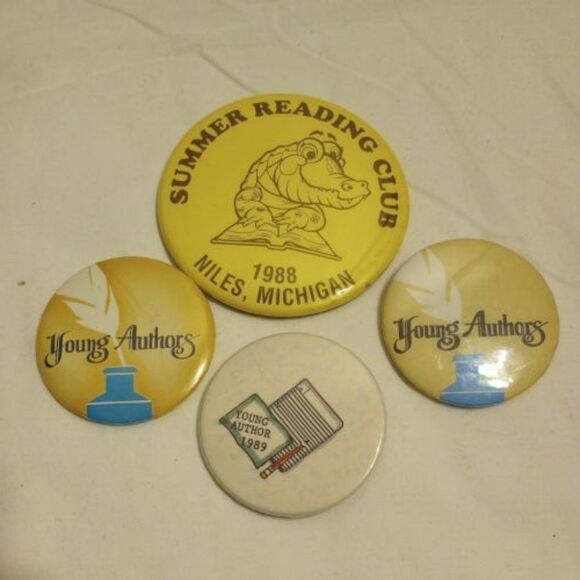 SUMMER READING CLUB
1988
NILES, MICHIGAN
Young Authors
Young Authors
YOUNG
AUTHOR
1989